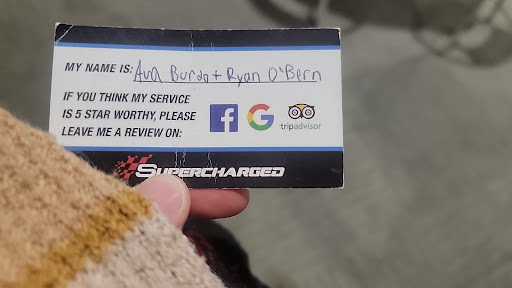 MY NAME IS: Ava Burdo + Ryan O'Bern
IF YOU THINK MY SERVICE
IS 5 STAR WORTHY, PLEASE
LEAVE ME A REVIEW ON:
f G tripadvisor
SUPERCHARGED